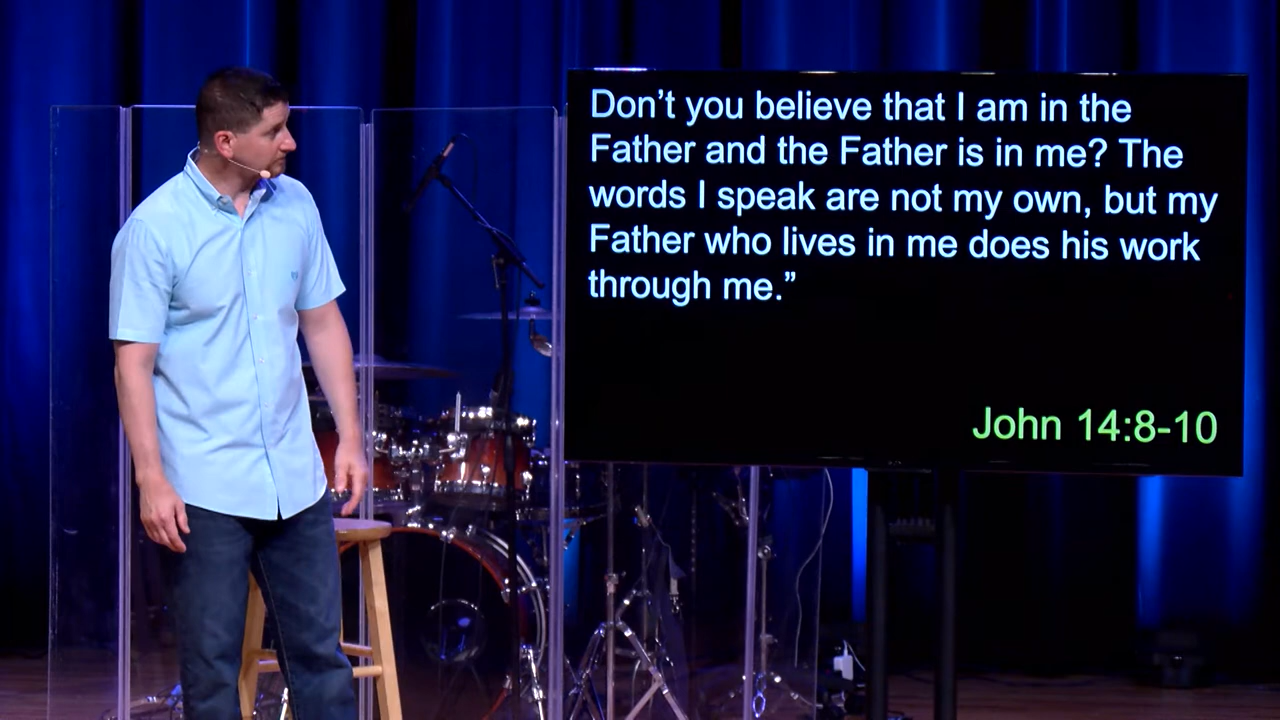 Don’t you believe that I am in the
Father and the Father is in me? The
words I speak are not my own, but my
Father who lives in me does his work
through me.”
John 14:8-10